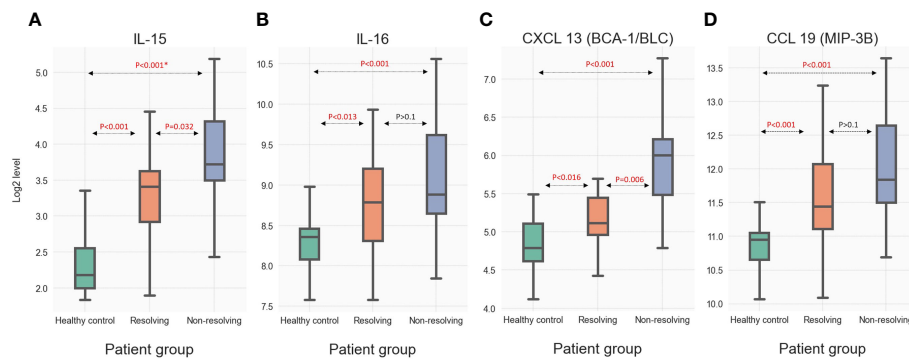 A
IL-15
P<0.001*
P<0.001
P=0.032
Log2 level
5.0
4.5
4.0
3.5
3.0
2.5
2.0
Healthy control
Resolving
Non-resolving
Patient group
B
IL-16
P<0.001
P<0.013
P>0.1
10.5
10.0
9.5
9.0
8.5
8.0
7.5
Healthy control
Resolving
Non-resolving
Patient group
C
CXCL 13 (BCA-1/BLC)
P<0.001
P<0.016
P=0.006
7.0
6.0
5.0
4.0
3.0
Healthy control
Resolving
Non-resolving
Patient group
D
CCL 19 (MIP-3B)
P<0.001
P<0.001
P>0.1
13.5
13.0
12.5
12.0
11.5
11.0
10.5
10.0
Healthy control
Resolving
Non-resolving
Patient group